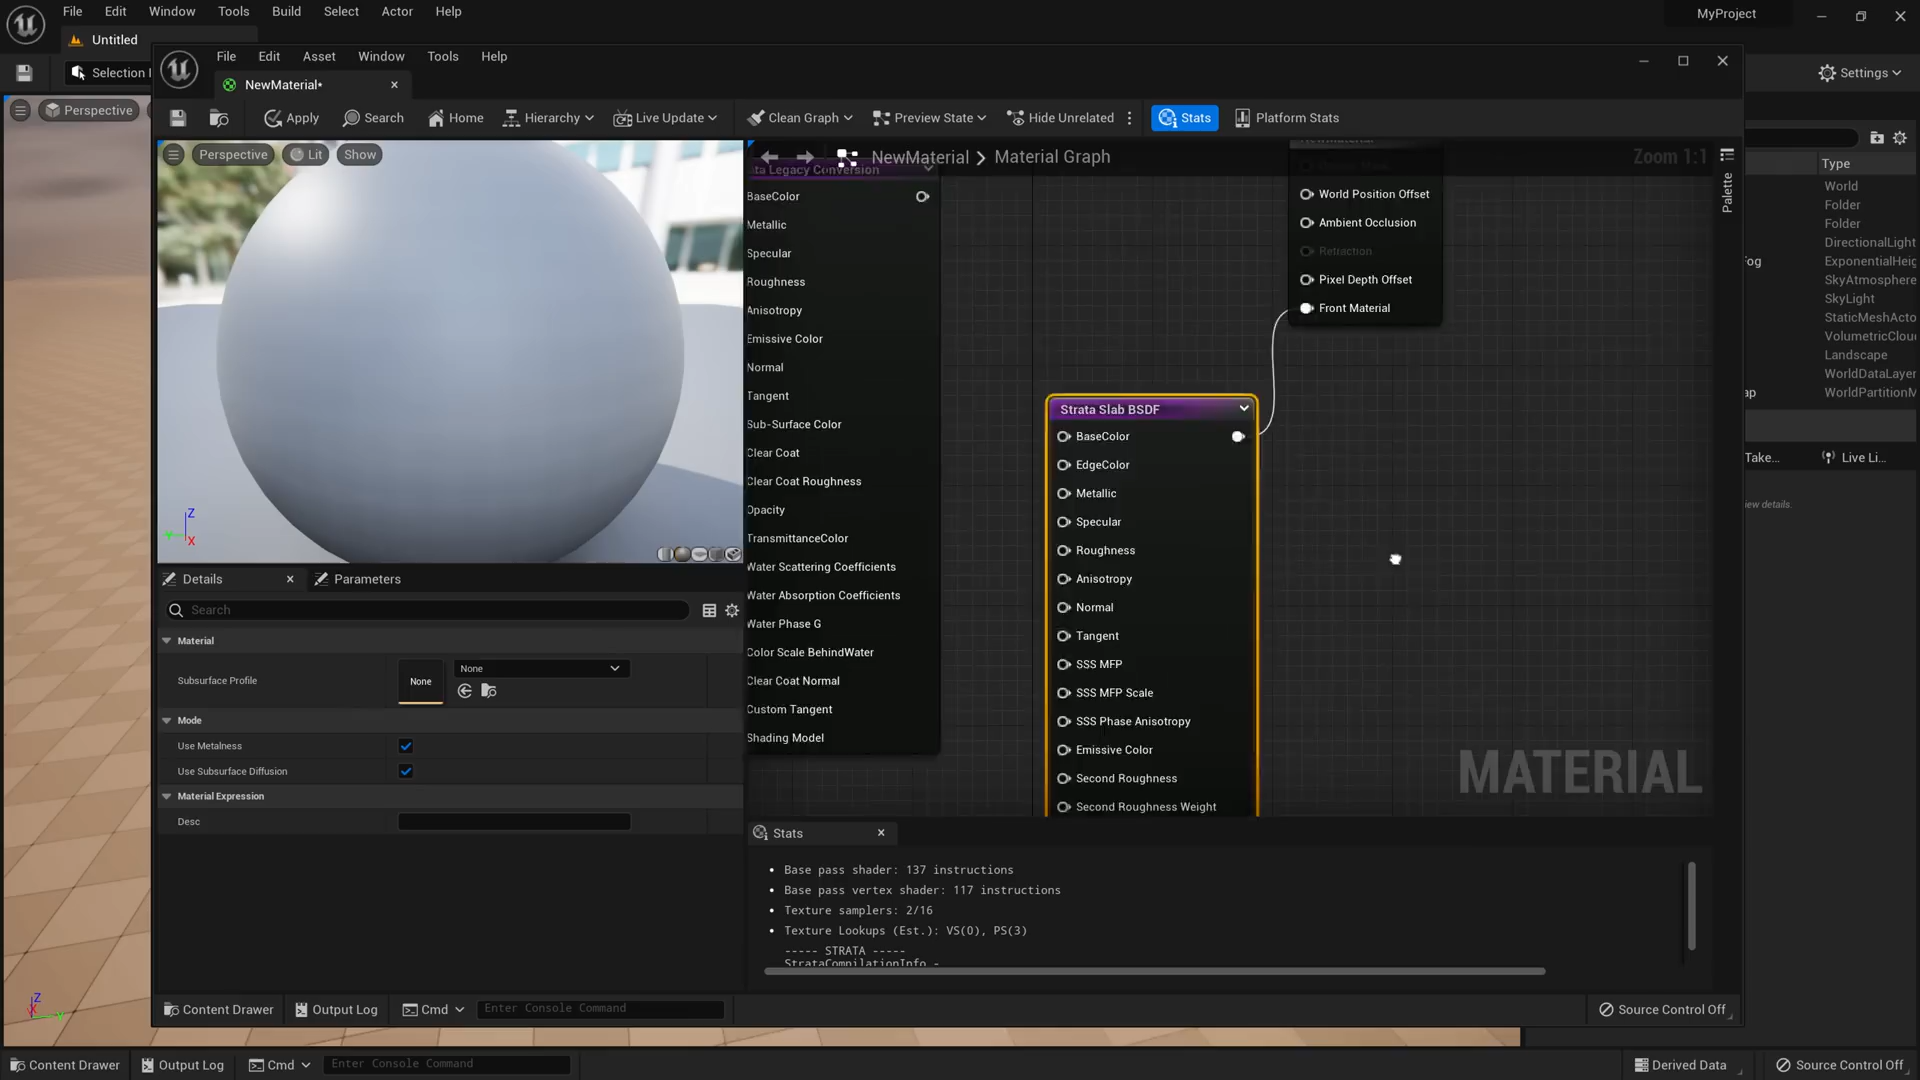 File Edit Window Tools Build Select Actor Help
MyProject
Untitled
Selection
Settings
Perspective
File Edit Asset Window Tools Help
NewMaterial*
Apply Search Home Hierarchy Live Update Clean Graph Preview State Hide Unrelated Stats Platform Stats
Perspective Lit Show
NewMaterial > Material Graph
Zoom 1:1
Palette
ta Legacy Conversion
BaseColor
Metallic
Specular
Roughness
Anisotropy
Emissive Color
Normal
Tangent
Sub-Surface Color
Clear Coat
Clear Coat Roughness
Opacity
TransmittanceColor
Water Scattering Coefficients
Water Absorption Coefficients
Water Phase G
Color Scale BehindWater
Clear Coat Normal
Custom Tangent
Shading Model
World Position Offset
Ambient Occlusion
Refraction
Pixel Depth Offset
Front Material
Strata Slab BSDF
BaseColor
EdgeColor
Metallic
Specular
Roughness
Anisotropy
Normal
Tangent
SSS MFP
SSS MFP Scale
SSS Phase Anisotropy
Emissive Color
Second Roughness
Second Roughness Weight
MATERIAL
Z
X
Details
Parameters
Search
Material
Subsurface Profile
None
None
Mode
Use Metalness
Use Subsurface Diffusion
Material Expression
Desc
Stats
• Base pass shader: 137 instructions
• Base pass vertex shader: 117 instructions
• Texture samplers: 2/16
• Texture Lookups (Est.): VS(0), PS(3)
----- STRATA -----
StrataCompilationInfo -
Content Drawer Output Log Cmd Enter Console Command
Source Control Off
Type
World
Folder
Folder
DirectionalLight
og
ExponentialHeig
SkyAtmosphere
SkyLight
StaticMeshActo
VolumetricClou
Landscape
WorldDataLayer
ap
WorldPartitionM
Take... Live Li...
iew details.
Z
X
Y
Content Drawer Output Log Cmd Enter Console Command
Derived Data
Source Control Off